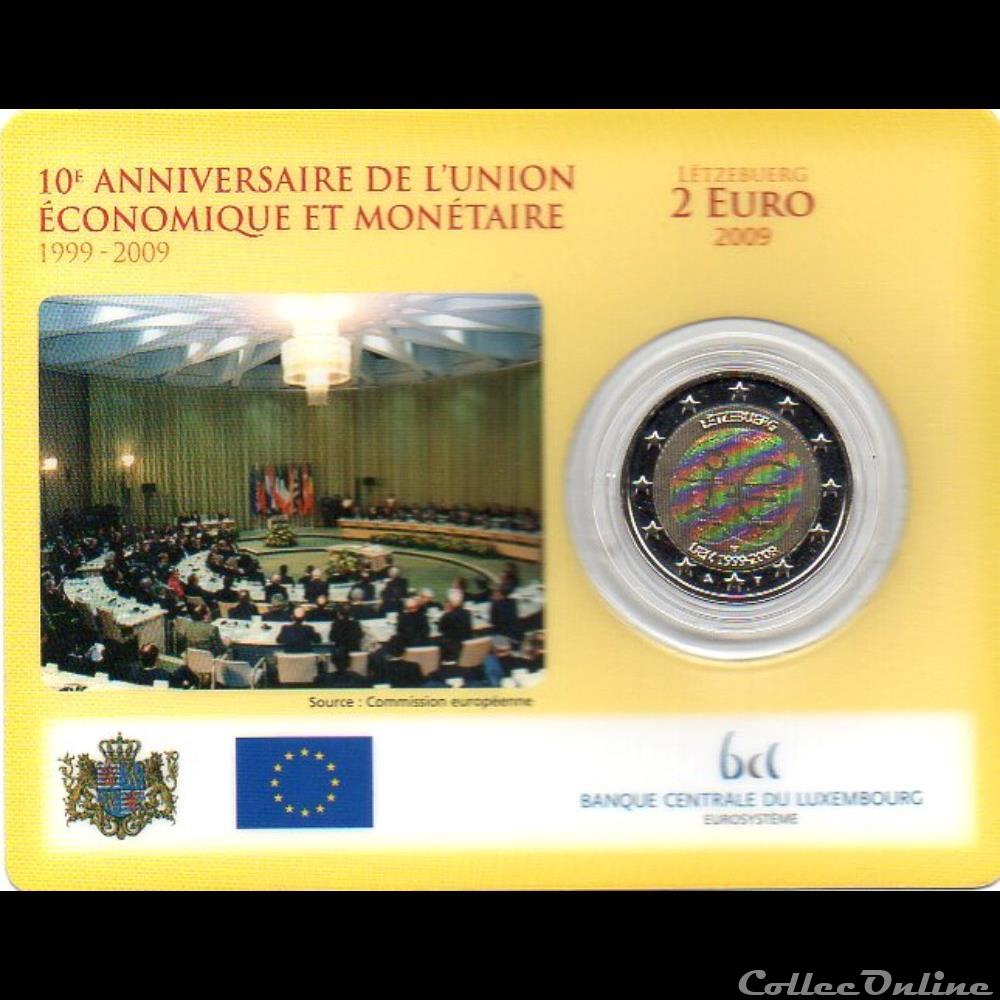 10E ANNIVERSAIRE DE L'UNION
ÉCONOMIQUE ET MONÉTAIRE
1999 - 2009
LËTZEBUERG
2 EURO
2009
LËTZEBUERG
UEM 1999-2009
Source : Commission européenne
bcl
BANQUE CENTRALE DU LUXEMBOURG
EUROSYSTÈME
CollecOnline